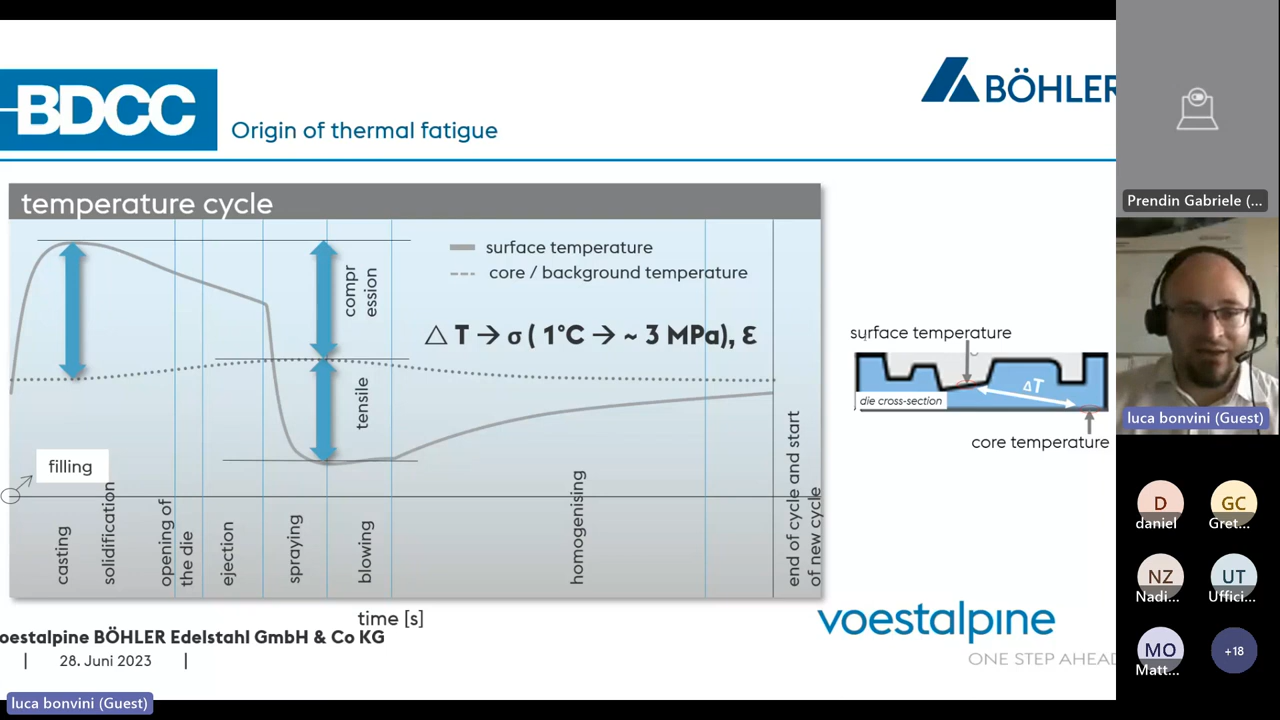 BDCC
BÖHLER
Origin of thermal fatigue
temperature cycle
surface temperature
core / background temperature
compr
ession
△ T → σ ( 1°C → ~ 3 MPa), ε
tensile
filling
casting
solidification
opening of
the die
ejection
spraying
blowing
homogenising
end of cycle and start
of new cycle
time [s]
surface temperature
ΔT
die cross-section
core temperature
oestalpine BÖHLER Edelstahl GmbH & Co KG
| 28. Juni 2023 |
voestalpine
ONE STEP AHEA
luca bonvini (Guest)
Prendin Gabriele (...
luca bonvini (Guest)
D
daniel
GC
Gret...
NZ
Nadi...
UT
Uffici...
MO
Matt...
+18